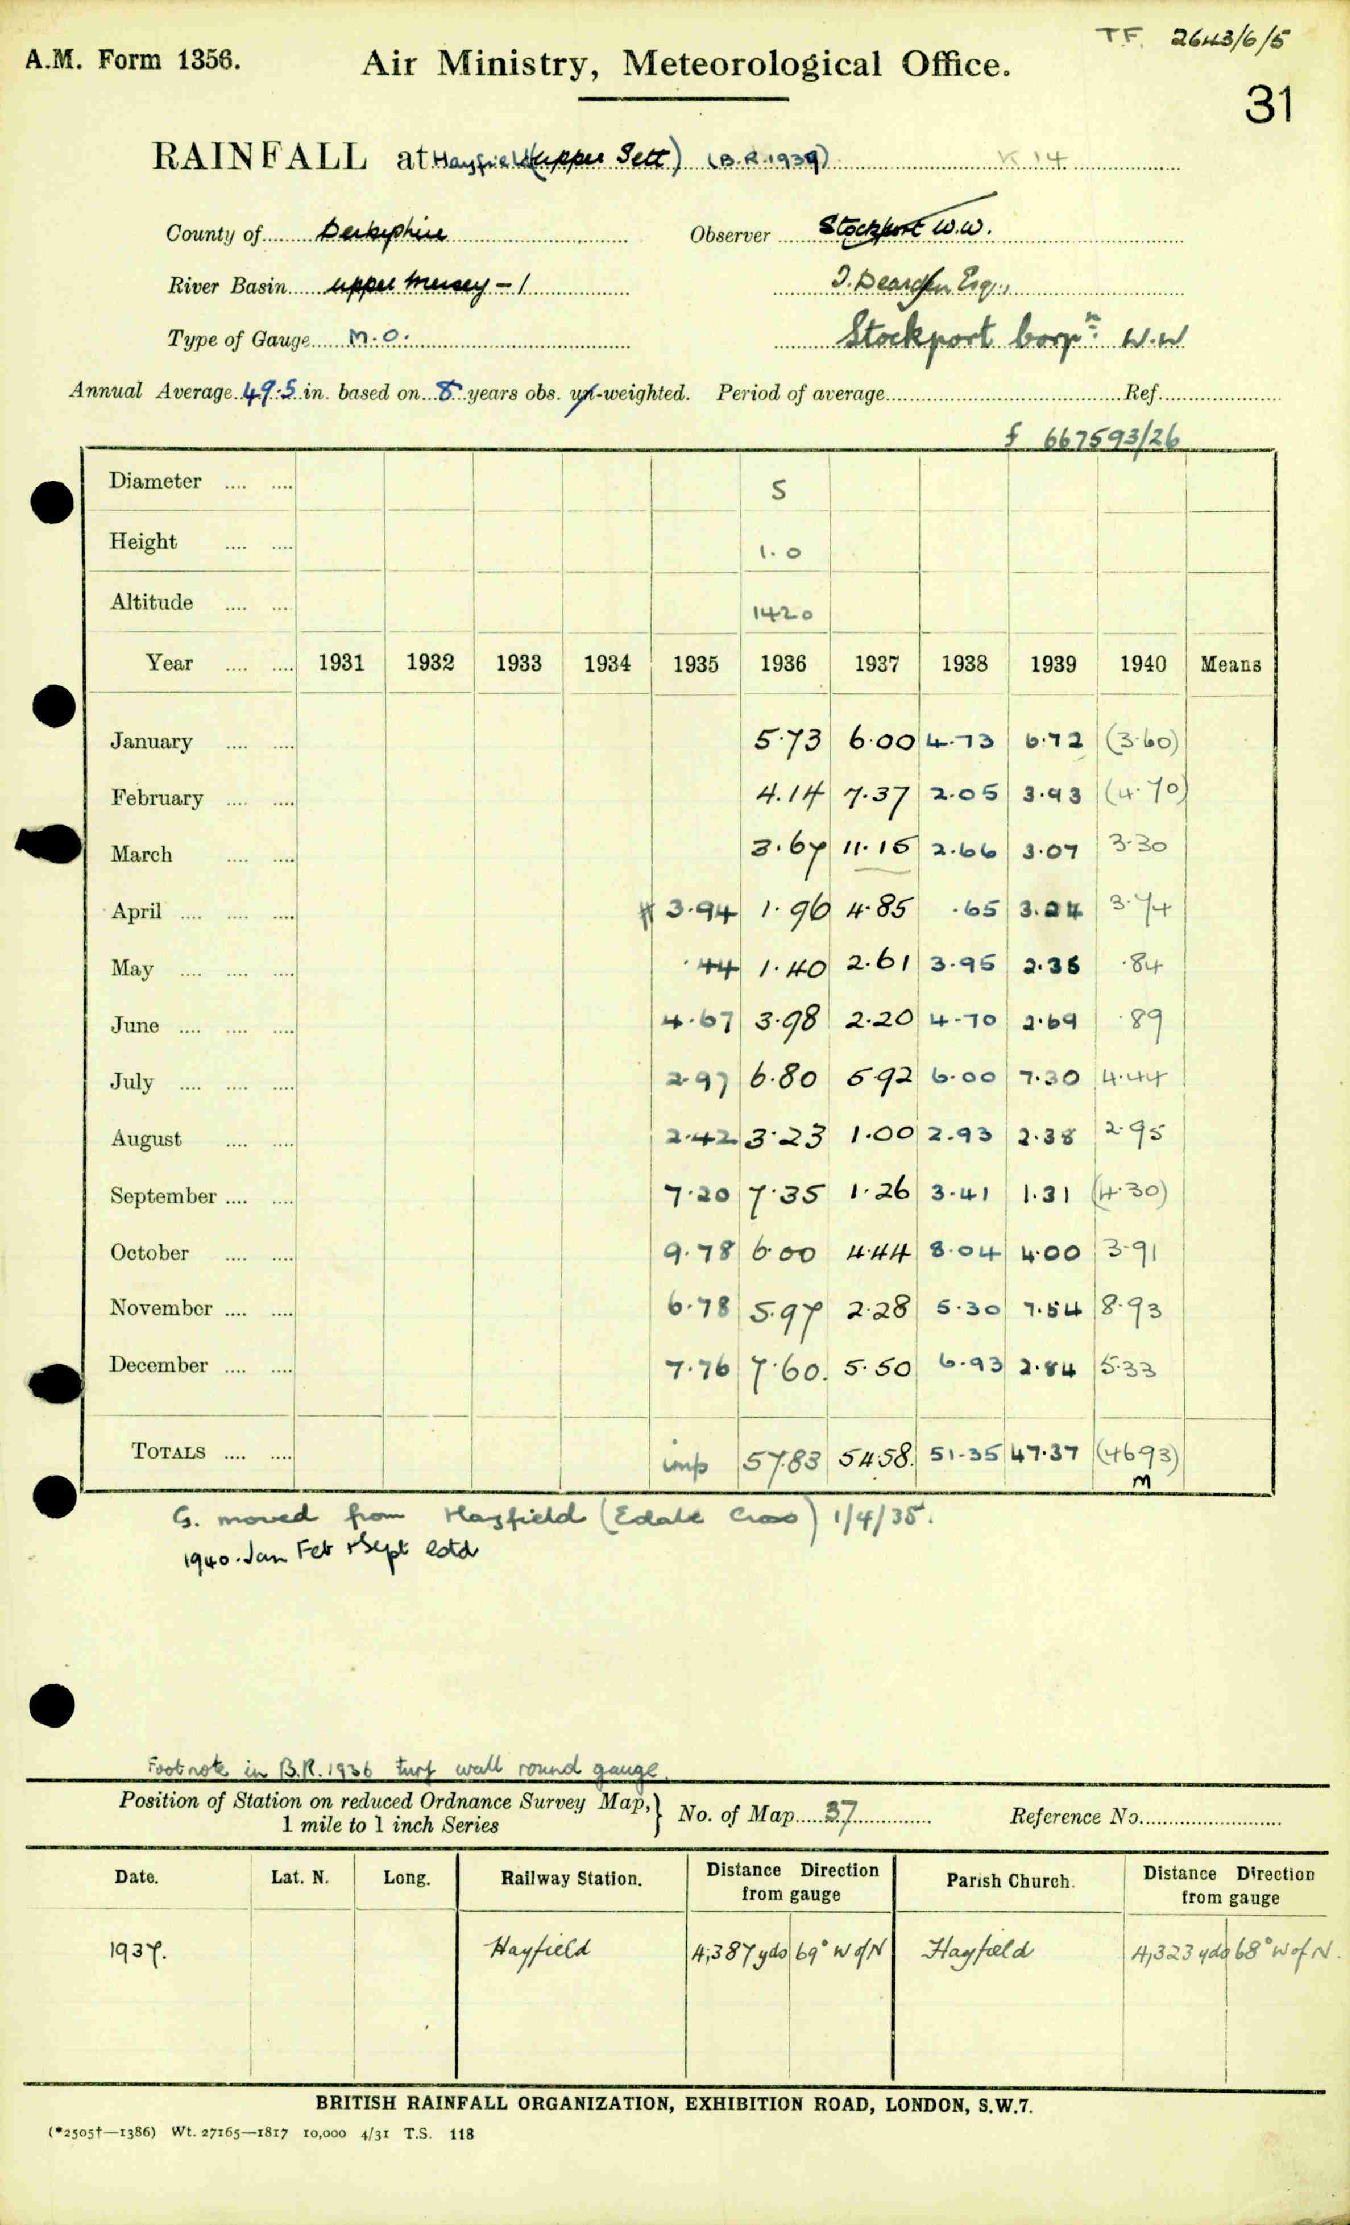 T.F. 2643/6/5
A.M. Form 1356. Air Ministry, Meteorological Office.
31
RAINFALL at Hayfield (upper Sett) (B.R.1939) K 14
County of Derbyshire Observer Stockport W.W.
River Basin upper Mersey - 1 J. Dearden Esq.,
Type of Gauge M.O. Stockport Corpn. W.W
Annual Average 49.5 in. based on 8 years obs. un-weighted. Period of average Ref.
f 667593/26
Diameter 5
Height 1.0
Altitude 1420
Year 1931 1932 1933 1934 1935 1936 1937 1938 1939 1940 Means
January 5.73 6.00 4.73 6.72 (3.60)
February 4.14 7.37 2.05 3.93 (4.70)
March 3.67 11.15 2.66 3.07 3.30
April 3.94 1.96 4.85 .65 3.24 3.74
May .44 1.40 2.61 3.95 2.35 .84
June 4.67 3.98 2.20 4.70 2.69 .89
July 2.97 6.80 5.92 6.00 7.30 4.44
August 2.42 3.23 1.00 2.93 2.38 2.95
September 7.20 7.35 1.26 3.41 1.31 (4.30)
October 9.78 6.00 4.44 8.04 4.00 3.91
November 6.78 5.97 2.28 5.30 7.54 8.93
December 7.76 7.60. 5.50 6.93 2.84 5.33
TOTALS imp 57.83 54.58. 51.35 47.37 (46.93)
m
G. moved from Hayfield (Edale Cross) 1/4/35.
1940. Jan Feb + Sept estd
Footnote in B.R. 1936 turf wall round gauge.
Position of Station on reduced Ordnance Survey Map, 1 mile to 1 inch Series } No. of Map 37 Reference No.
Date. Lat. N. Long. Railway Station. Distance Direction from gauge Parish Church. Distance Direction from gauge
1937. Hayfield 4,387 yds 69° W of N Hayfield 4,323 yds 68° W of N.
BRITISH RAINFALL ORGANIZATION, EXHIBITION ROAD, LONDON, S.W.7.
(*2505†—1386) Wt. 27165—1817 10,000 4/31 T.S. 118